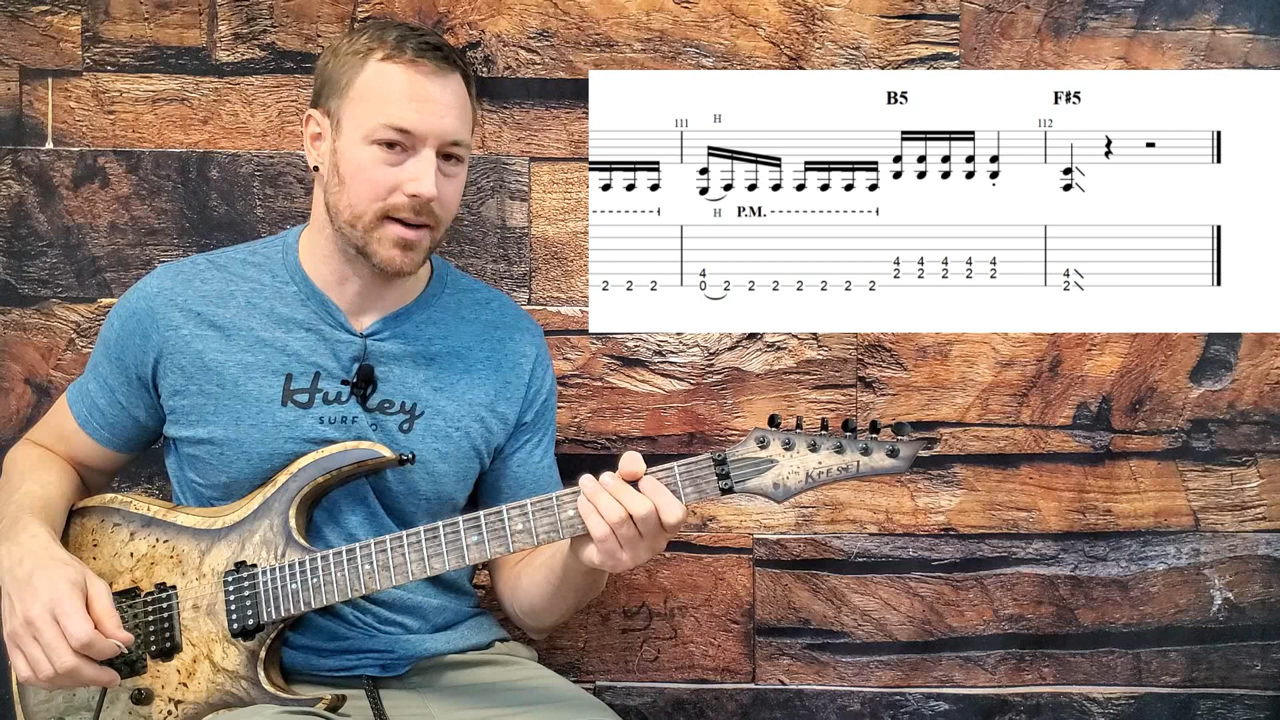 B5 F#5
111 H 112
H P.M.
4 4 4 4 4
2 2 2 2 2
4 4
2 2 2 0 2 2 2 2 2 2 2 2
Hurley
SURF CO
KIESEL